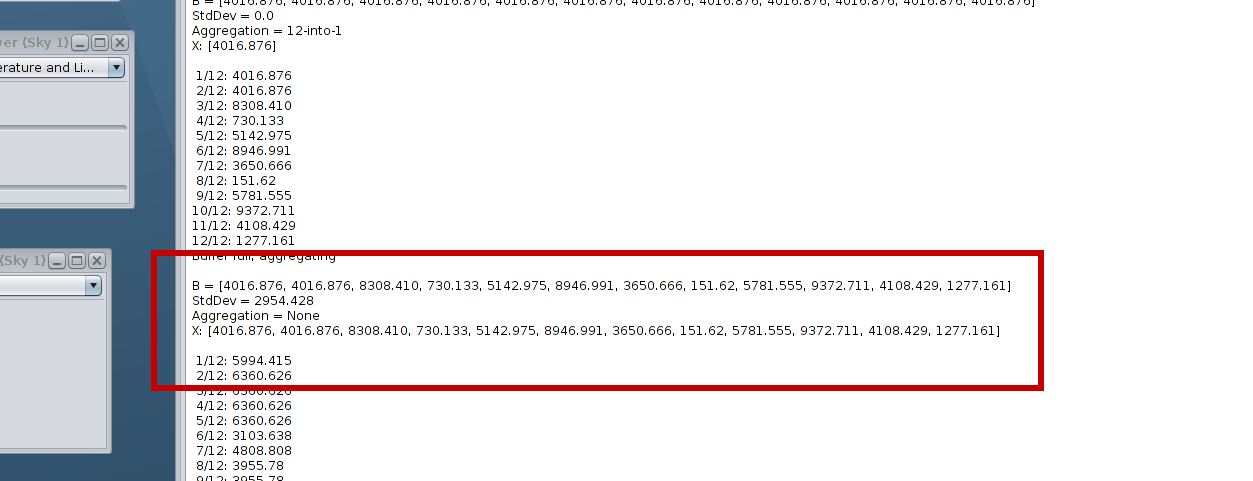 B = [4016.876, 4016.876, 4016.876, 4016.876, 4016.876, 4016.876, 4016.876, 4016.876, 4016.876, 4016.876, 4016.876, 4016.876]
StdDev = 0.0
Aggregation = 12-into-1
X: [4016.876]
1/12: 4016.876
2/12: 4016.876
3/12: 8308.410
4/12: 730.133
5/12: 5142.975
6/12: 8946.991
7/12: 3650.666
8/12: 151.62
9/12: 5781.555
10/12: 9372.711
11/12: 4108.429
12/12: 1277.161
Buffer full, aggregating
B = [4016.876, 4016.876, 8308.410, 730.133, 5142.975, 8946.991, 3650.666, 151.62, 5781.555, 9372.711, 4108.429, 1277.161]
StdDev = 2954.428
Aggregation = None
X: [4016.876, 4016.876, 8308.410, 730.133, 5142.975, 8946.991, 3650.666, 151.62, 5781.555, 9372.711, 4108.429, 1277.161]
1/12: 5994.415
2/12: 6360.626
3/12: 6360.626
4/12: 6360.626
5/12: 6360.626
6/12: 3103.638
7/12: 4808.808
8/12: 3955.78
9/12: 3955.78
ver (Sky 1)
erature and Li...
(Sky 1)